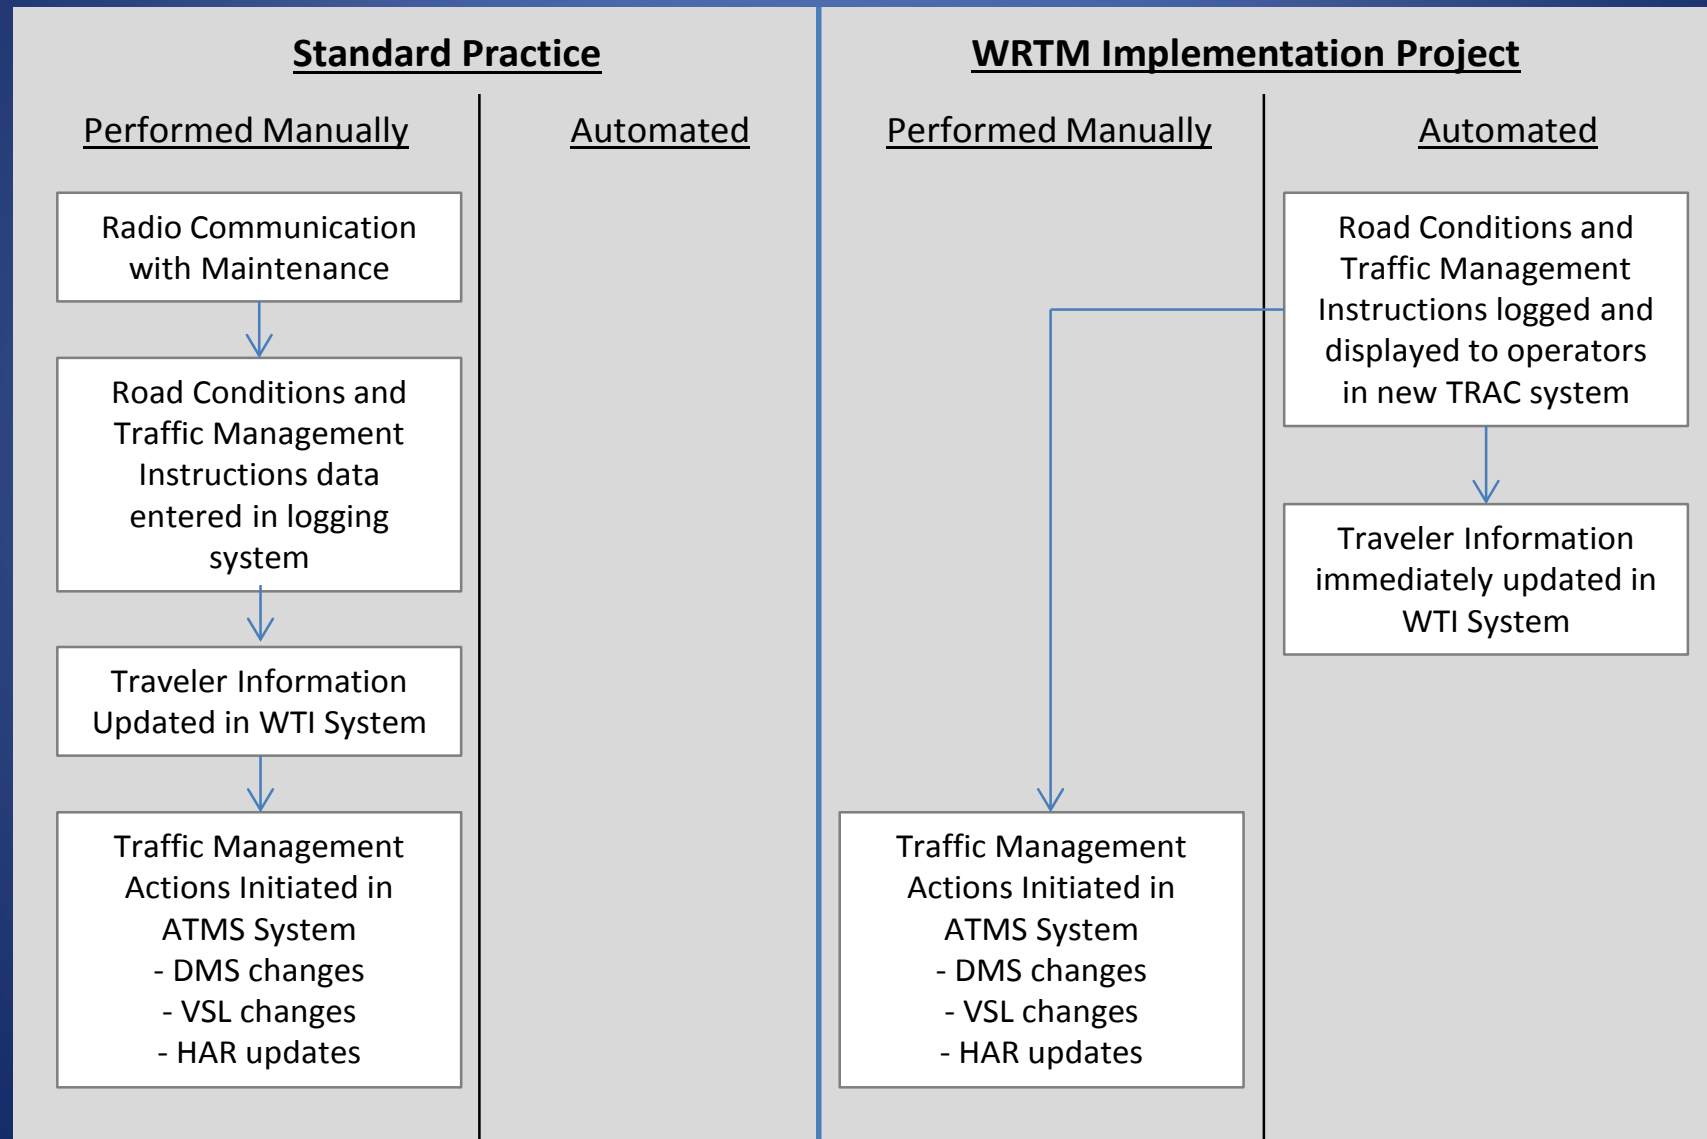 Standard Practice
Performed Manually
Automated
Radio Communication
with Maintenance
Road Conditions and
Traffic Management
Instructions data
entered in logging
system
Traveler Information
Updated in WTI System
Traffic Management
Actions Initiated in
ATMS System
- DMS changes
- VSL changes
- HAR updates
WRTM Implementation Project
Performed Manually
Automated
Road Conditions and
Traffic Management
Instructions logged and
displayed to operators
in new TRAC system
Traveler Information
immediately updated in
WTI System
Traffic Management
Actions Initiated in
ATMS System
- DMS changes
- VSL changes
- HAR updates